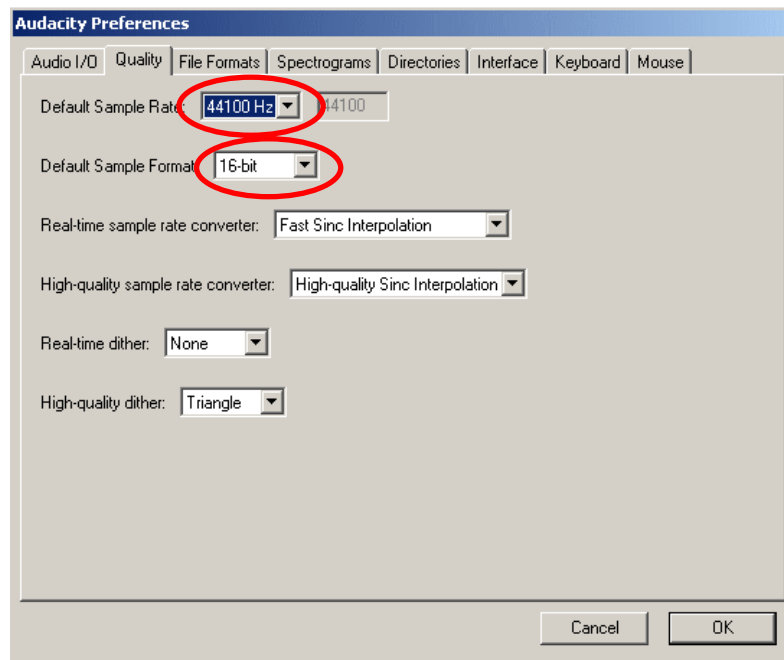 Audacity Preferences
Audio I/O Quality File Formats Spectrograms Directories Interface Keyboard Mouse
Default Sample Rate: 44100 Hz 44100
Default Sample Format: 16-bit
Real-time sample rate converter: Fast Sinc Interpolation
High-quality sample rate converter: High-quality Sinc Interpolation
Real-time dither: None
High-quality dither: Triangle
Cancel OK